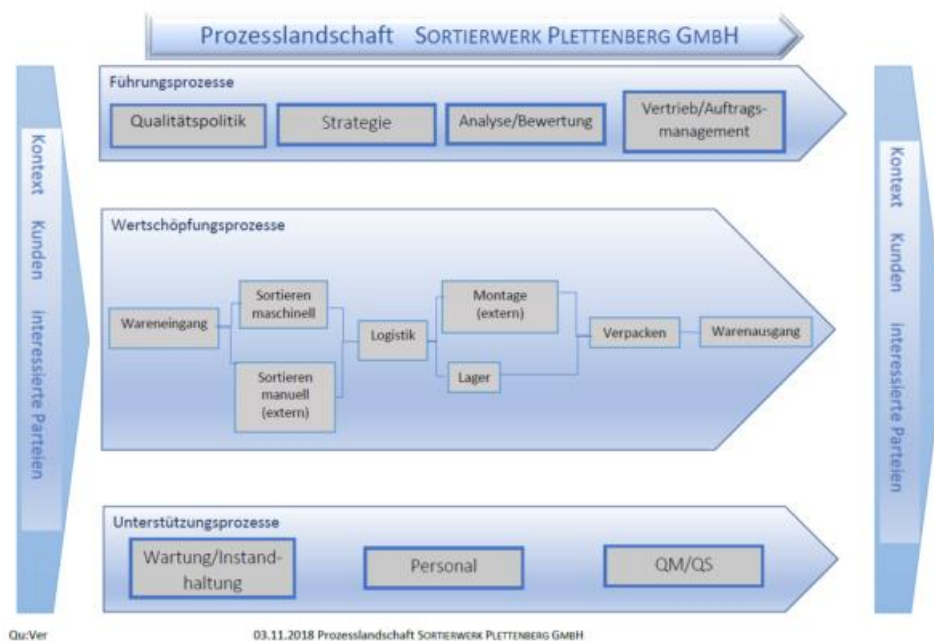 Prozesslandschaft SORTIERWERK PLETTENBERG GMBH
Kontext Kunden interessierte Parteien
Führungsprozesse
Qualitätspolitik
Strategie
Analyse/Bewertung
Vertrieb/Auftrags-
management
Wertschöpfungsprozesse
Wareneingang
Sortieren
maschinell
Sortieren
manuell
(extern)
Logistik
Montage
(extern)
Lager
Verpacken
Warenausgang
Unterstützungsprozesse
Wartung/Instand-
haltung
Personal
QM/QS
Kontext Kunden interessierte Parteien
Qu:Ver
03.11.2018 Prozesslandschaft SORTIERWERK PLETTENBERG GMBH